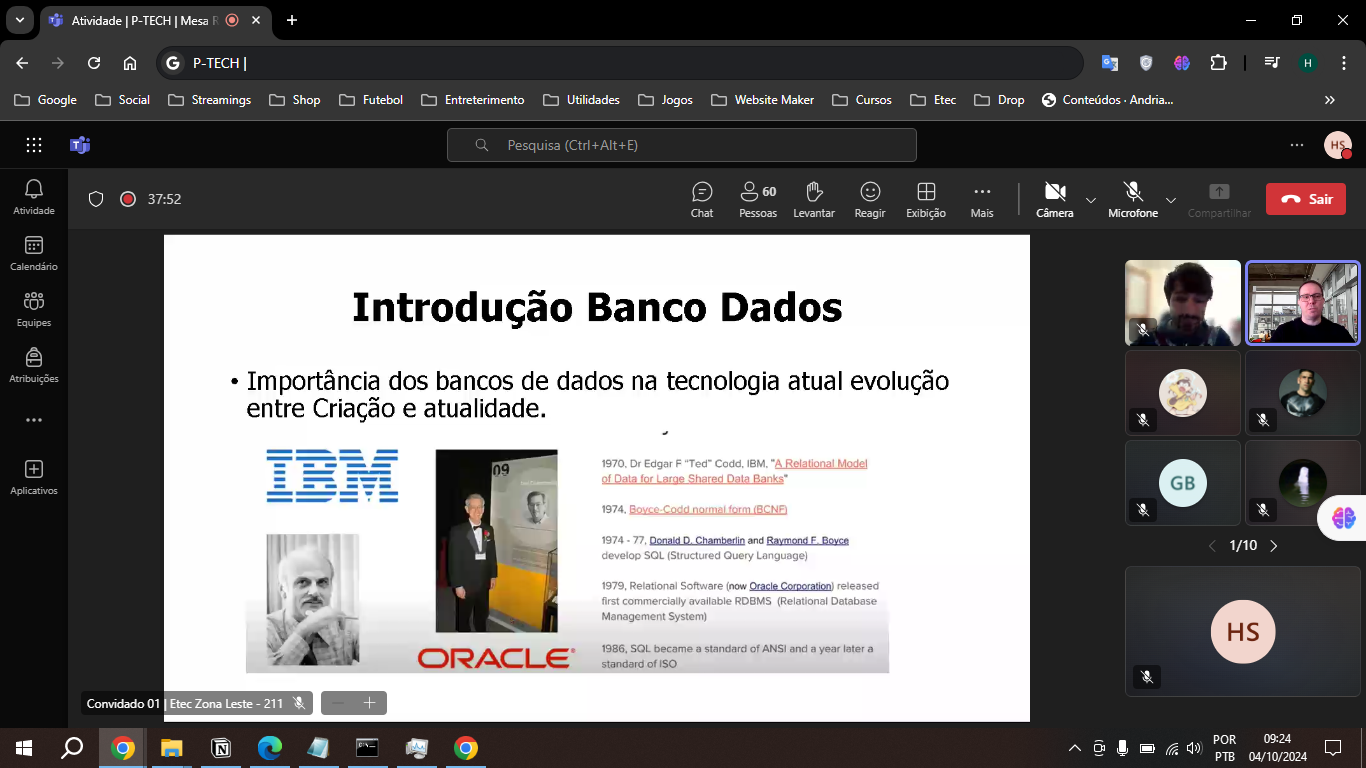 Atividade | P-TECH | Mesa R
P-TECH |
Google
Social
Streamings
Shop
Futebol
Entreterimento
Utilidades
Jogos
Website Maker
Cursos
Etec
Drop
Conteúdos · Andria...
H
Pesquisa (Ctrl+Alt+E)
HS
37:52
Chat
60
Pessoas
Levantar
Reagir
Exibição
Mais
Câmera
Microfone
Compartilhar
Sair
Atividade
Calendário
Equipes
Atribuições
Aplicativos
Introdução Banco Dados
• Importância dos bancos de dados na tecnologia atual evolução
entre Criação e atualidade.
IBM
09
ORACLE
1970, Dr Edgar F "Ted" Codd, IBM, "A Relational Model
of Data for Large Shared Data Banks"
1974, Boyce-Codd normal form (BCNF)
1974 - 77, Donald D. Chamberlin and Raymond F. Boyce
develop SQL (Structured Query Language)
1979, Relational Software (now Oracle Corporation) released
first commercially available RDBMS (Relational Database
Management System)
1986, SQL became a standard of ANSI and a year later a
standard of ISO
Convidado 01 | Etec Zona Leste - 211
GB
1/10
HS
POR
PTB
09:24
04/10/2024